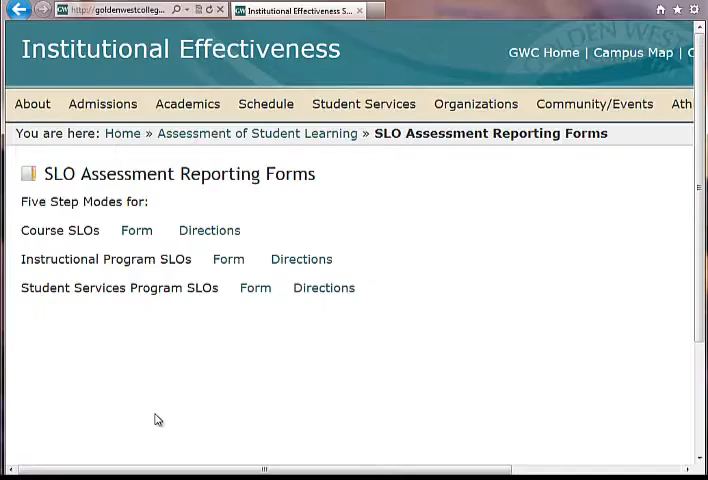 http://goldenwestcolleg...
Institutional Effectiveness S...
Institutional Effectiveness
GWC Home | Campus Map | C
About Admissions Academics Schedule Student Services Organizations Community/Events Ath
You are here: Home » Assessment of Student Learning » SLO Assessment Reporting Forms
SLO Assessment Reporting Forms
Five Step Modes for:
Course SLOs Form Directions
Instructional Program SLOs Form Directions
Student Services Program SLOs Form Directions